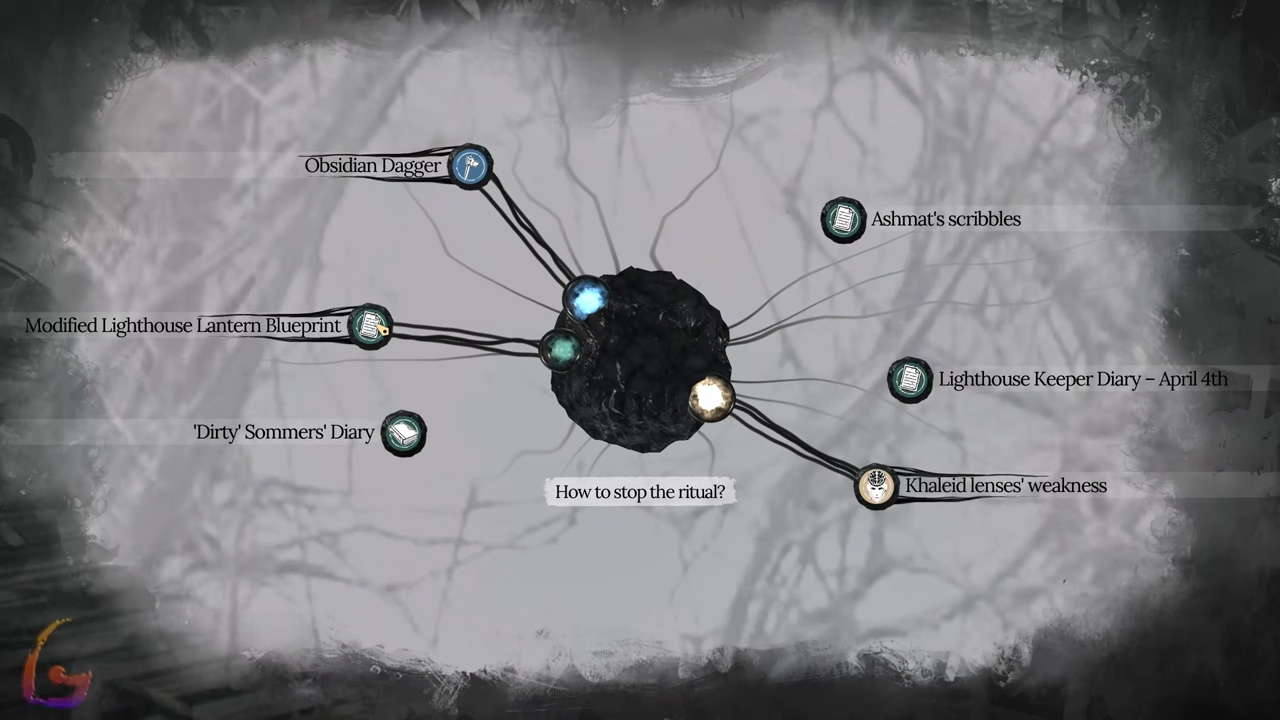 Obsidian Dagger
Ashmat's scribbles
Modified Lighthouse Lantern Blueprint
Lighthouse Keeper Diary – April 4th
'Dirty' Sommers' Diary
Khaleid lenses' weakness
How to stop the ritual?